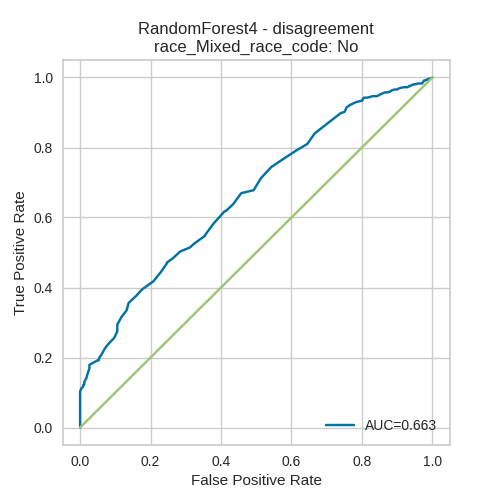 RandomForest4 - disagreement
race_Mixed_race_code: No
True Positive Rate
1.0
0.8
0.6
0.4
0.2
0.0
AUC=0.663
0.0 0.2 0.4 0.6 0.8 1.0
False Positive Rate